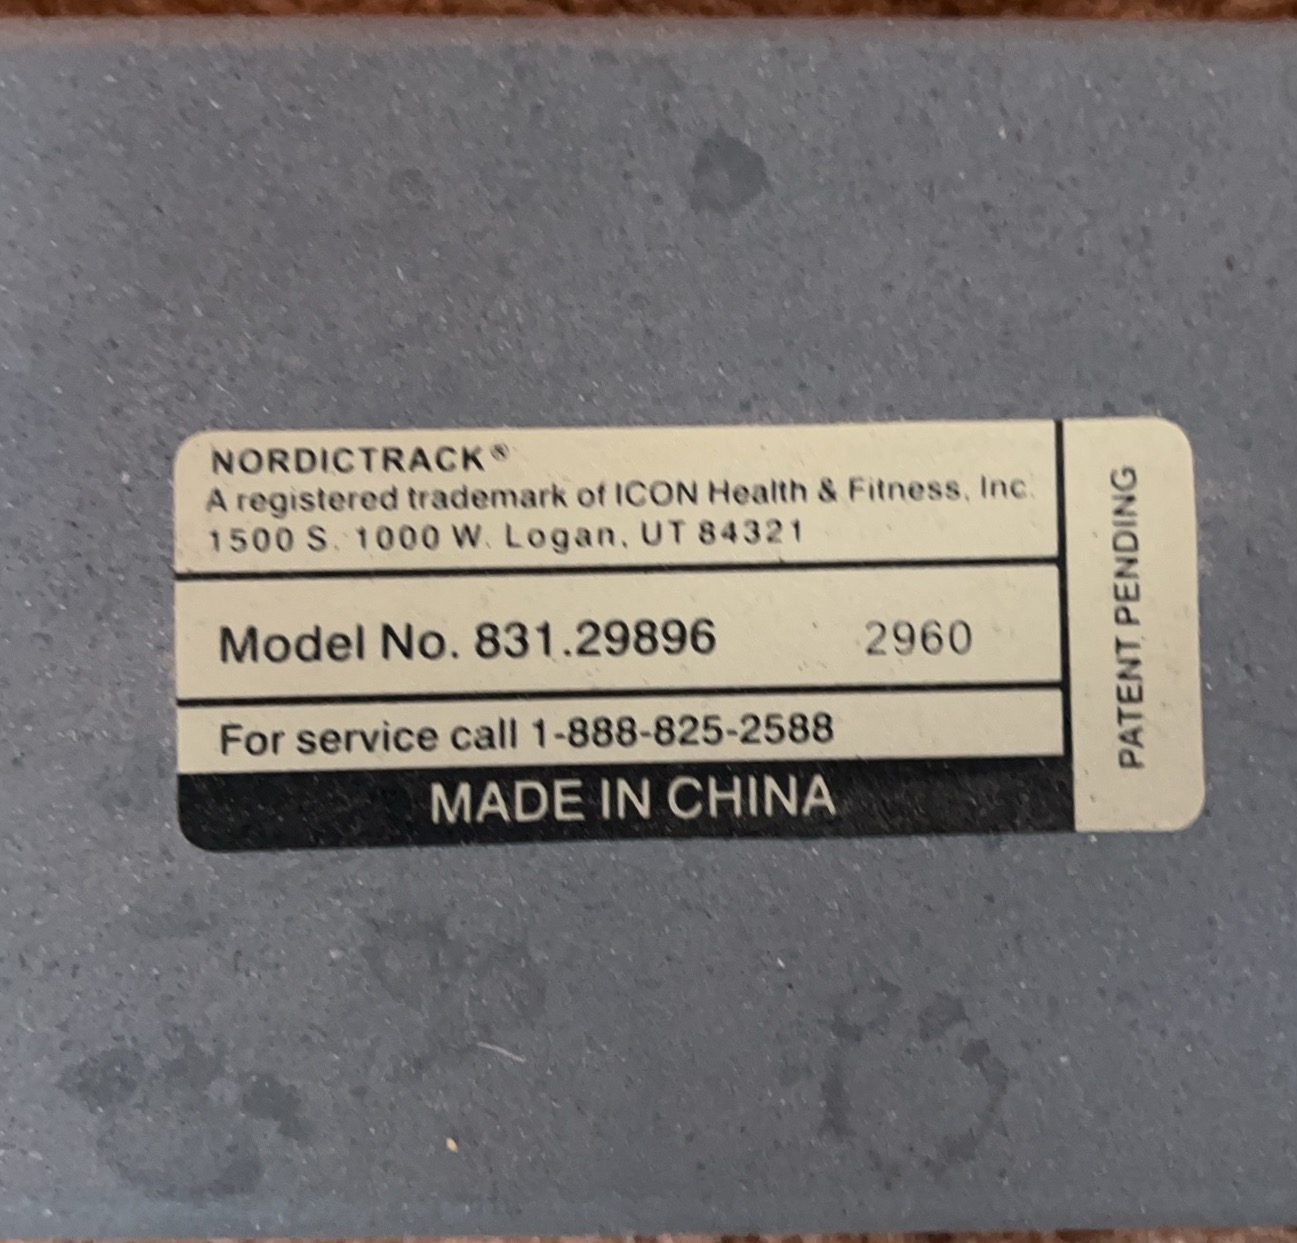 NORDICTRACK®
A registered trademark of ICON Health & Fitness, Inc.
1500 S. 1000 W. Logan, UT 84321
Model No. 831.29896 2960
For service call 1-888-825-2588
MADE IN CHINA
PATENT PENDING